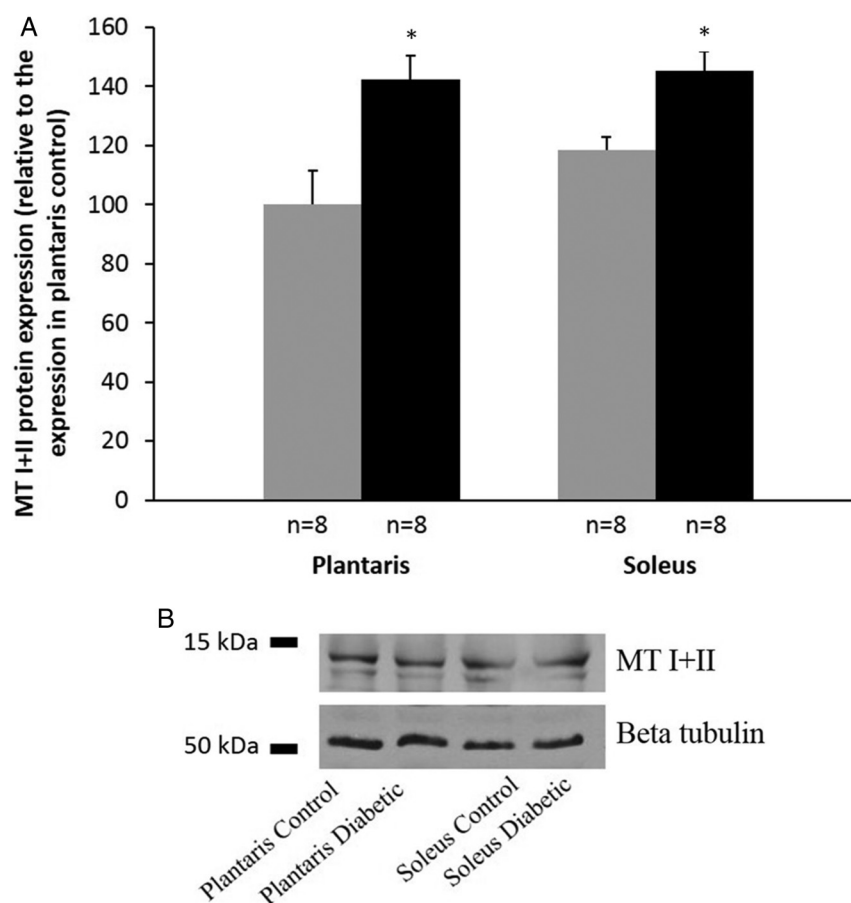 A
MT I+II protein expression (relative to the
expression in plantaris control)
160
140
120
100
80
60
40
20
0
*
*
n=8
n=8
n=8
n=8
Plantaris
Soleus
B
15 kDa
MT I+II
50 kDa
Beta tubulin
Plantaris Control
Plantaris Diabetic
Soleus Control
Soleus Diabetic